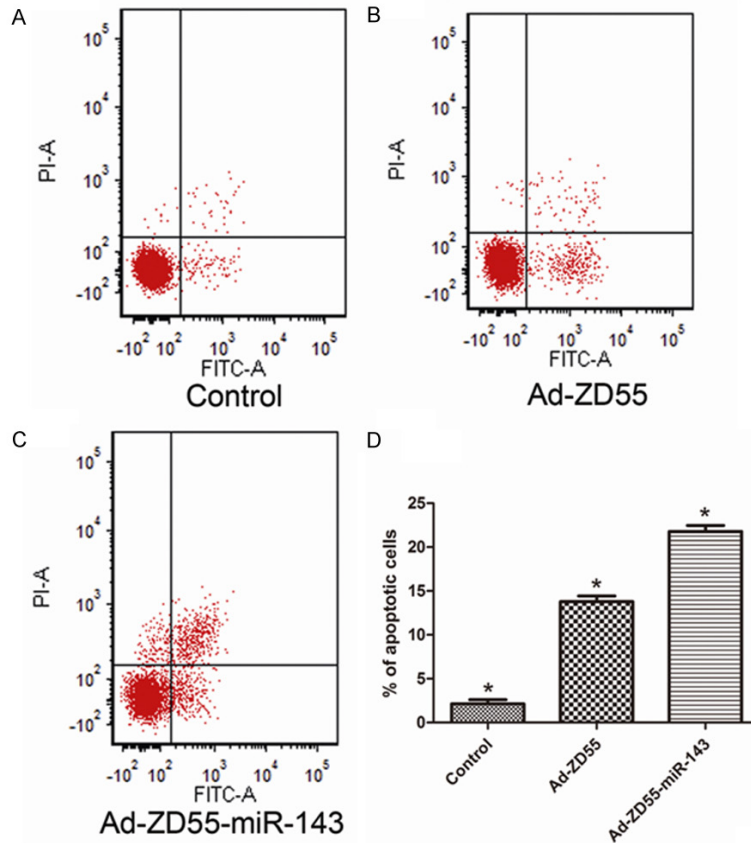 A
PI-A
10^5
10^4
10^3
10^2
-10^2
-10^2 10^2 10^3 10^4 10^5
FITC-A
Control
B
PI-A
10^5
10^4
10^3
10^2
-10^2
-10^2 10^2 10^3 10^4 10^5
FITC-A
Ad-ZD55
C
PI-A
10^5
10^4
10^3
10^2
-10^2
-10^2 10^2 10^3 10^4 10^5
FITC-A
Ad-ZD55-miR-143
D
% of apoptotic cells
25
20
15
10
5
0
*
*
*
Control
Ad-ZD55
Ad-ZD55-miR-143